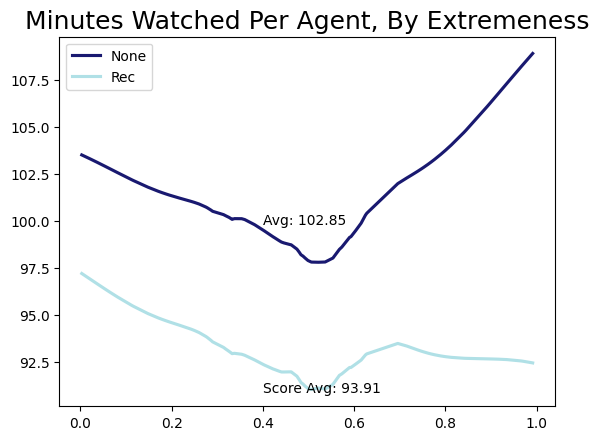 Minutes Watched Per Agent, By Extremeness
None
Rec
107.5
105.0
102.5
100.0
97.5
95.0
92.5
Avg: 102.85
Score Avg: 93.91
0.0 0.2 0.4 0.6 0.8 1.0